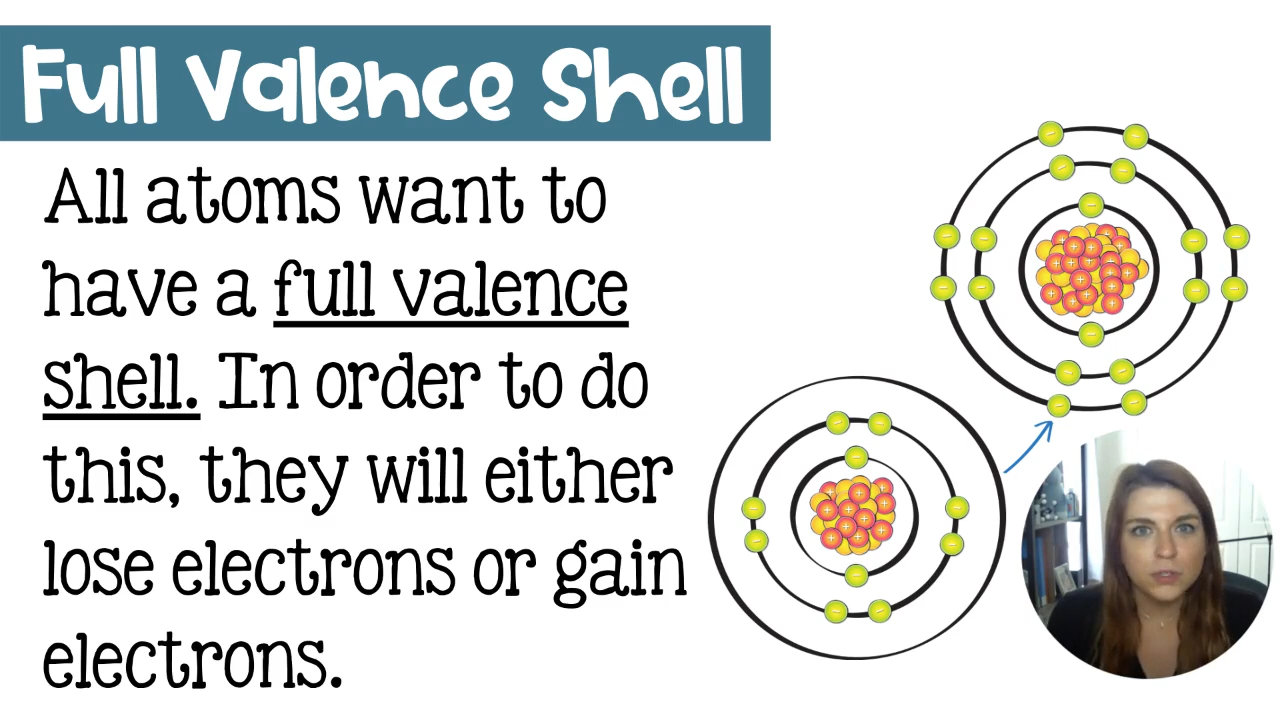 Full Valence Shell
All atoms want to
have a full valence
shell. In order to do
this, they will either
lose electrons or gain
electrons.